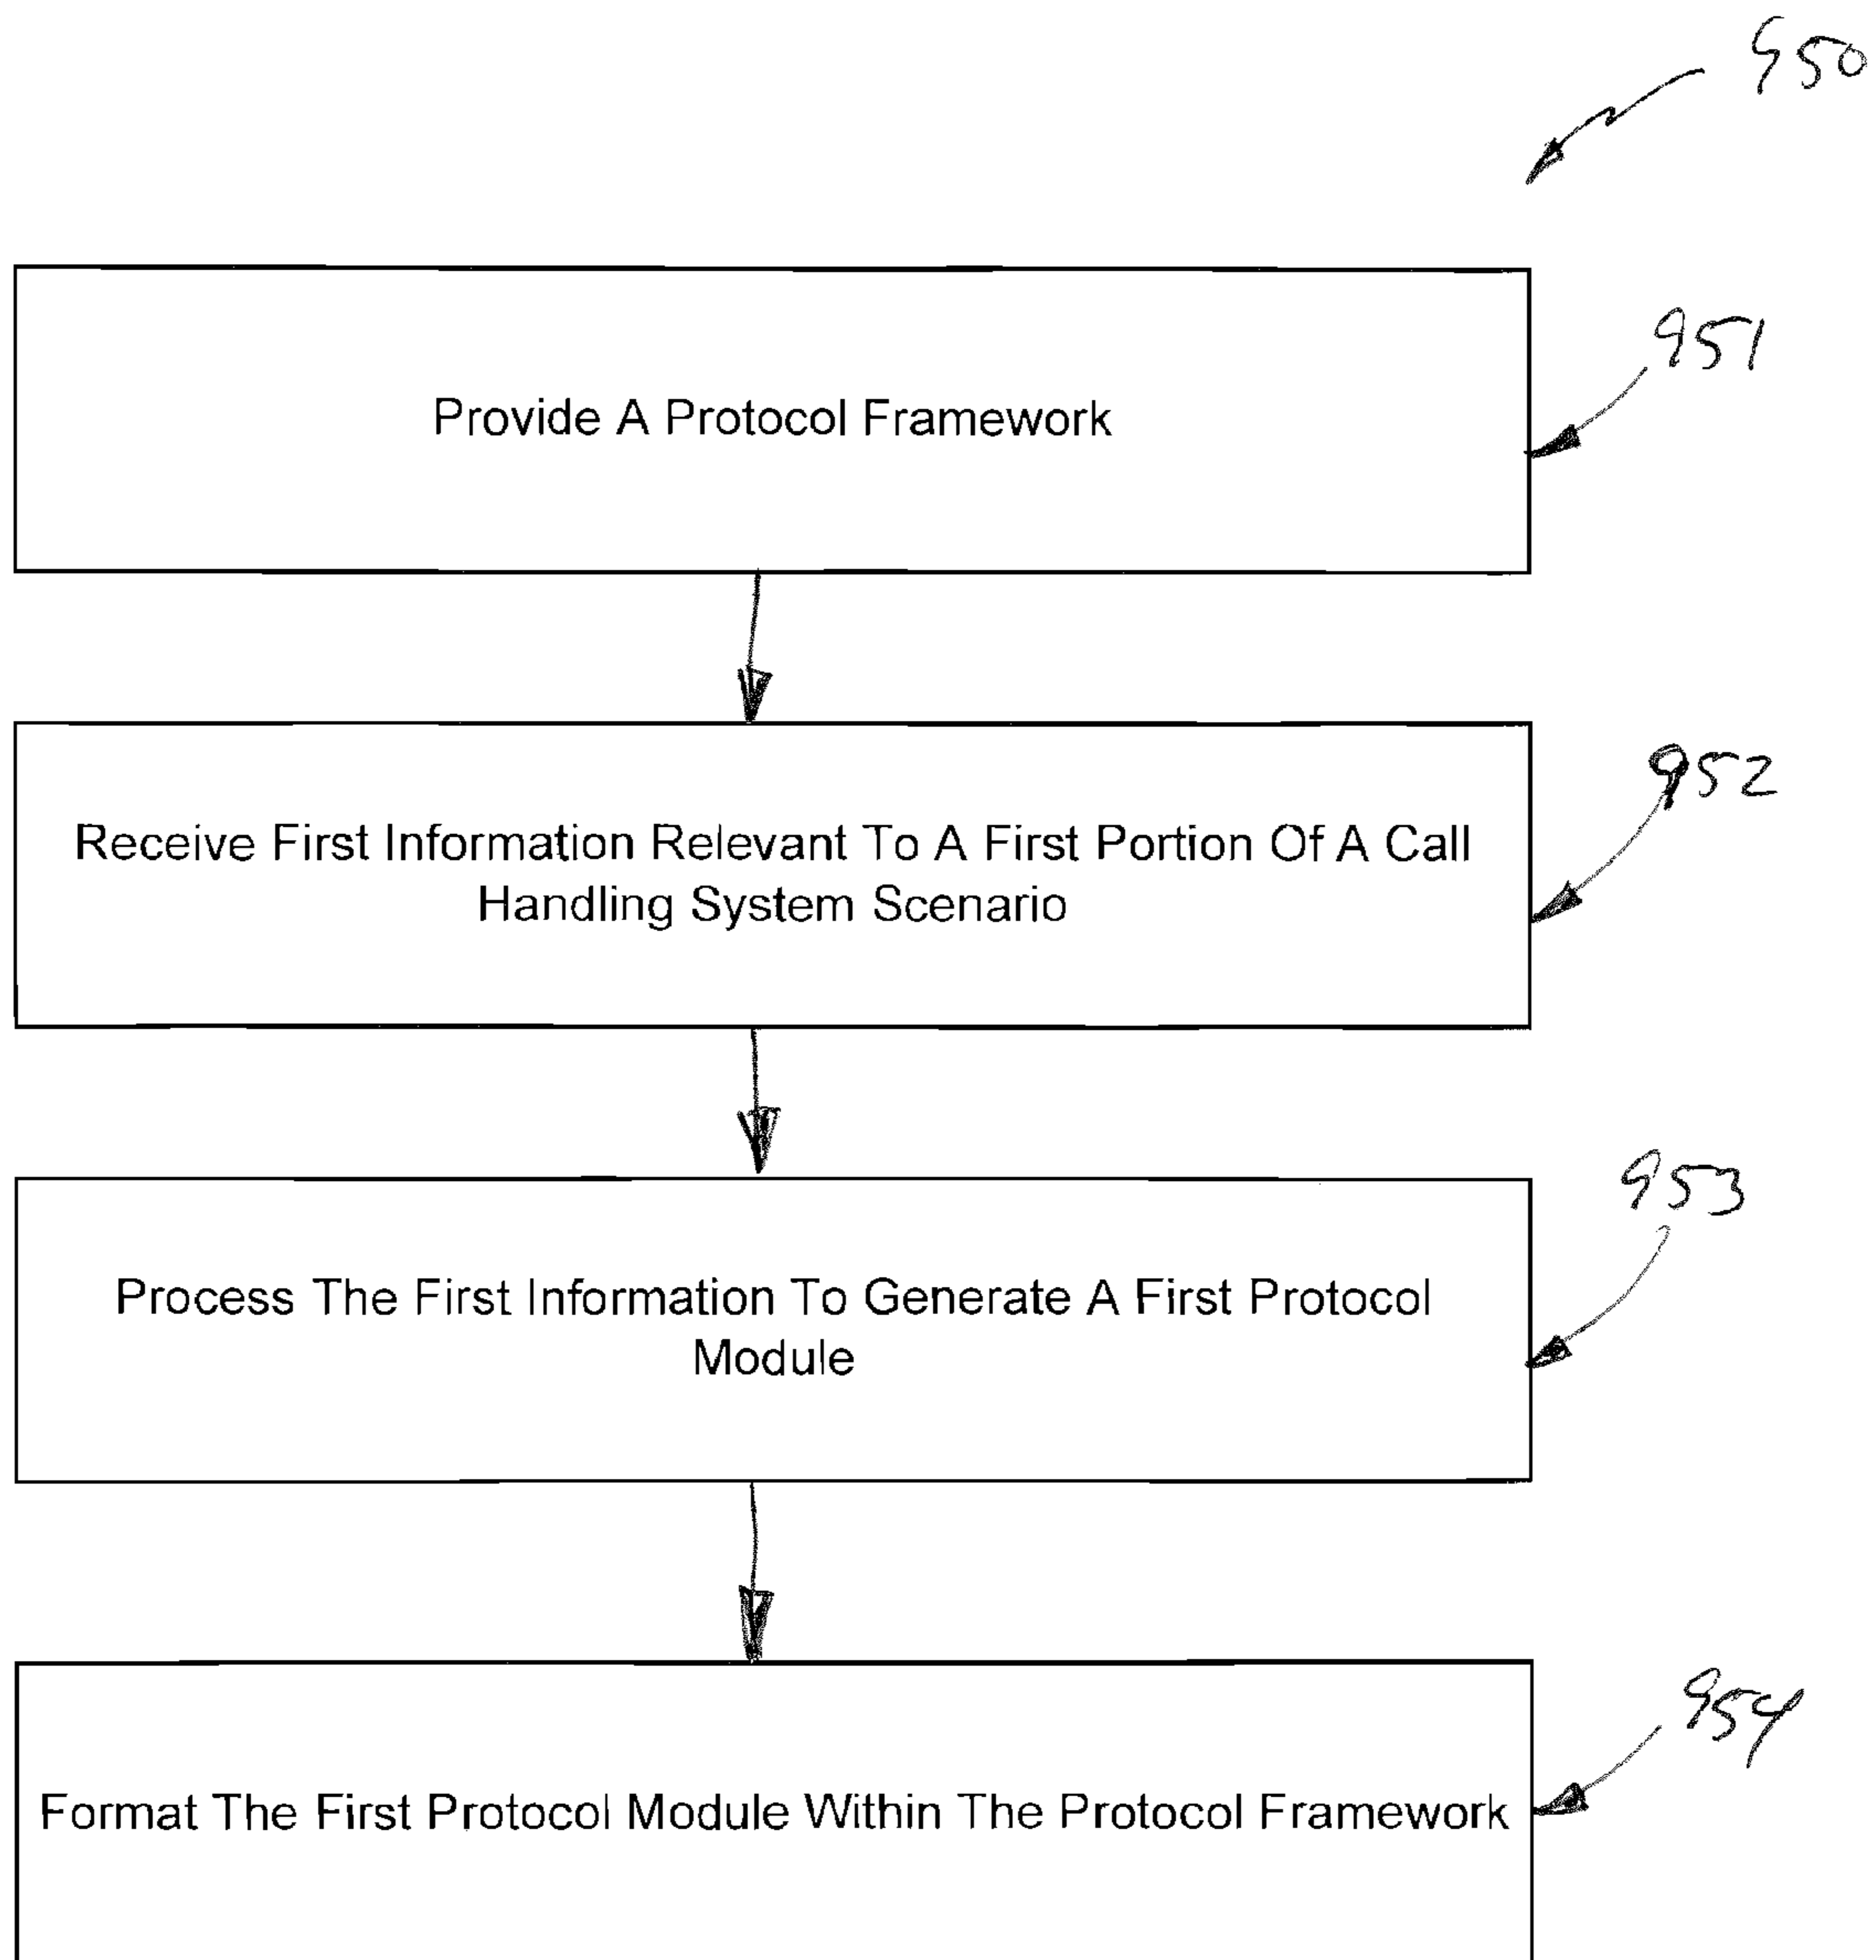 950
Provide A Protocol Framework
951
Receive First Information Relevant To A First Portion Of A Call
Handling System Scenario
952
Process The First Information To Generate A First Protocol
Module
953
Format The First Protocol Module Within The Protocol Framework
954